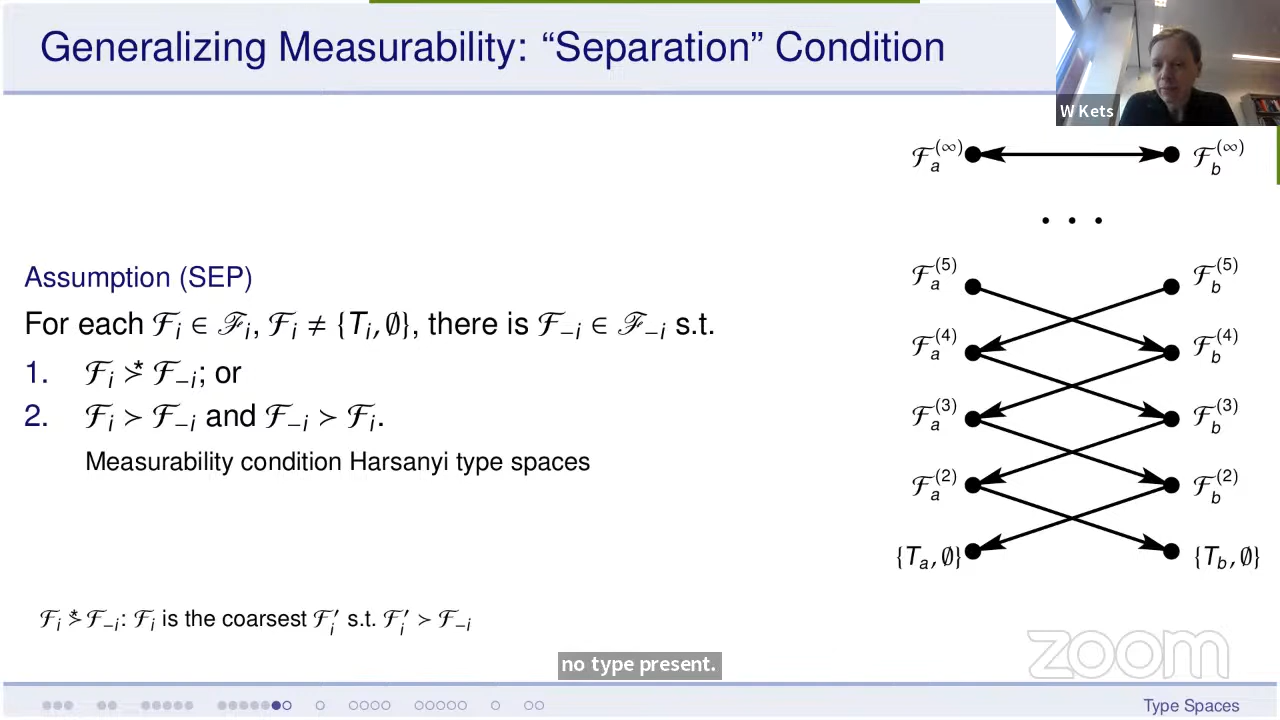 Generalizing Measurability: “Separation” Condition
W Kets
ℱₐ^(∞) ℱ_b^(∞)
. . .
ℱₐ^(5) ℱ_b^(5)
Assumption (SEP)
For each ℱᵢ ∈ ℱᵢ, ℱᵢ ≠ {Tᵢ, ∅}, there is ℱ₋ᵢ ∈ ℱ₋ᵢ s.t.
ℱₐ^(4) ℱ_b^(4)
1. ℱᵢ ≻* ℱ₋ᵢ; or
2. ℱᵢ ≻ ℱ₋ᵢ and ℱ₋ᵢ ≻ ℱᵢ.
ℱₐ^(3) ℱ_b^(3)
Measurability condition Harsanyi type spaces
ℱₐ^(2) ℱ_b^(2)
{Tₐ, ∅} {T_b, ∅}
ℱᵢ ≻* ℱ₋ᵢ: ℱᵢ is the coarsest ℱ′ᵢ s.t. ℱ′ᵢ ≻ ℱ₋ᵢ
zoom
no type present.
Type Spaces